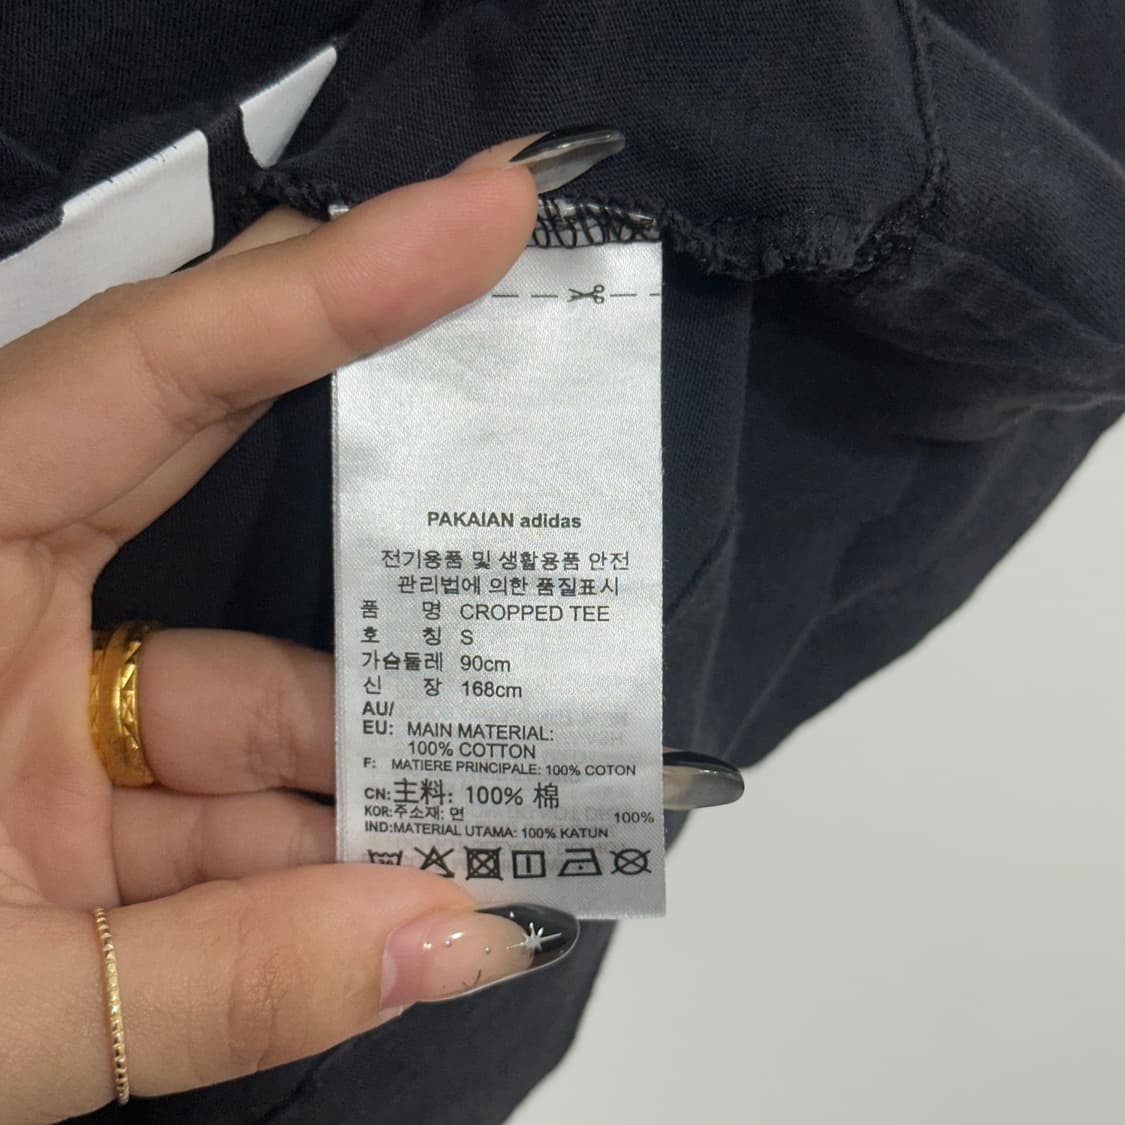 PAKAIAN adidas
전기용품 및 생활용품 안전
관리법에 의한 품질표시
품 명 CROPPED TEE
호 칭 S
가슴둘레 90cm
신 장 168cm
AU/
EU: MAIN MATERIAL:
100% COTTON
F: MATIERE PRINCIPALE: 100% COTON
CN:主料: 100% 棉
KOR:주소재: 면 100%
IND:MATERIAL UTAMA: 100% KATUN
30